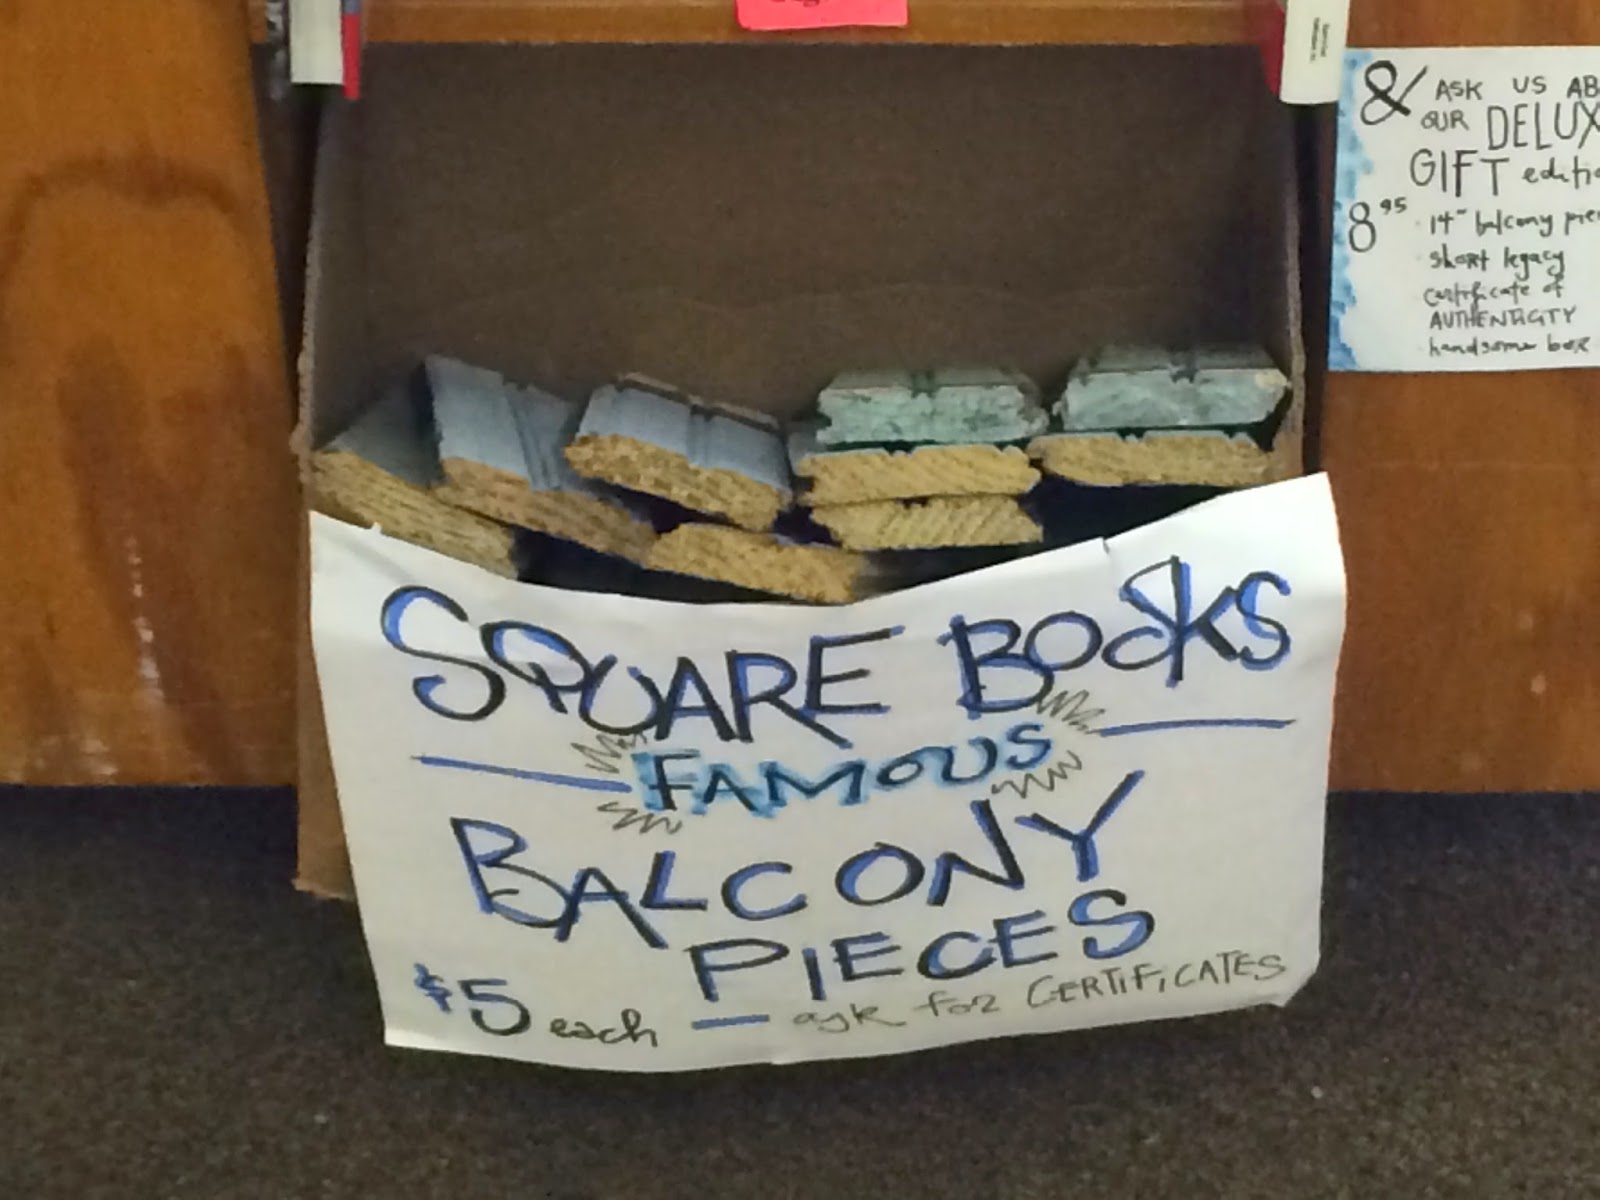 SQUARE BOOKS
FAMOUS
BALCONY
PIECES
$5 each — ask for CERTIFICATES
& ASK US AB
OUR DELUX
GIFT editio
8 95 14" balcony pie
short legacy
certificate of
AUTHENTICITY
handsome box